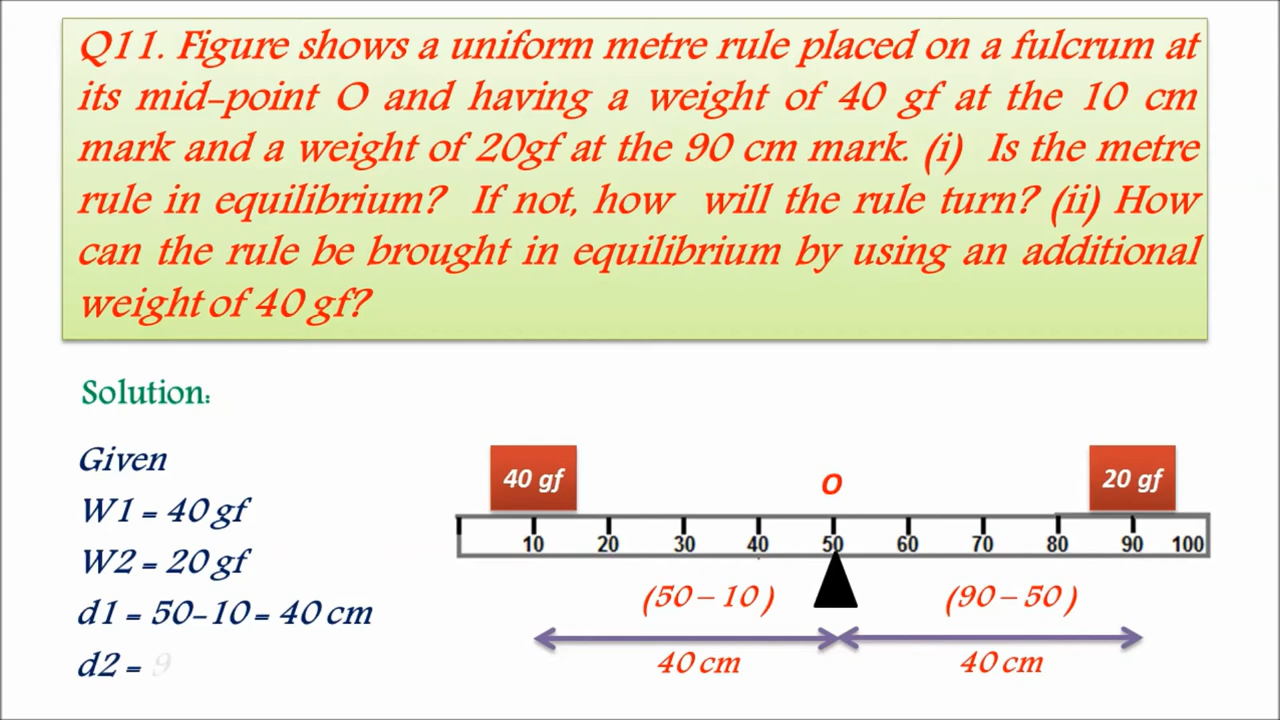 Q11. Figure shows a uniform metre rule placed on a fulcrum at
its mid-point O and having a weight of 40 gf at the 10 cm
mark and a weight of 20gf at the 90 cm mark. (i) Is the metre
rule in equilibrium? If not, how will the rule turn? (ii) How
can the rule be brought in equilibrium by using an additional
weight of 40 gf?
Solution:
Given
W1 = 40 gf
W2 = 20 gf
d1 = 50-10 = 40 cm
d2 = 9
40 gf
O
20 gf
10 20 30 40 50 60 70 80 90 100
(50 – 10) (90 – 50)
40 cm 40 cm